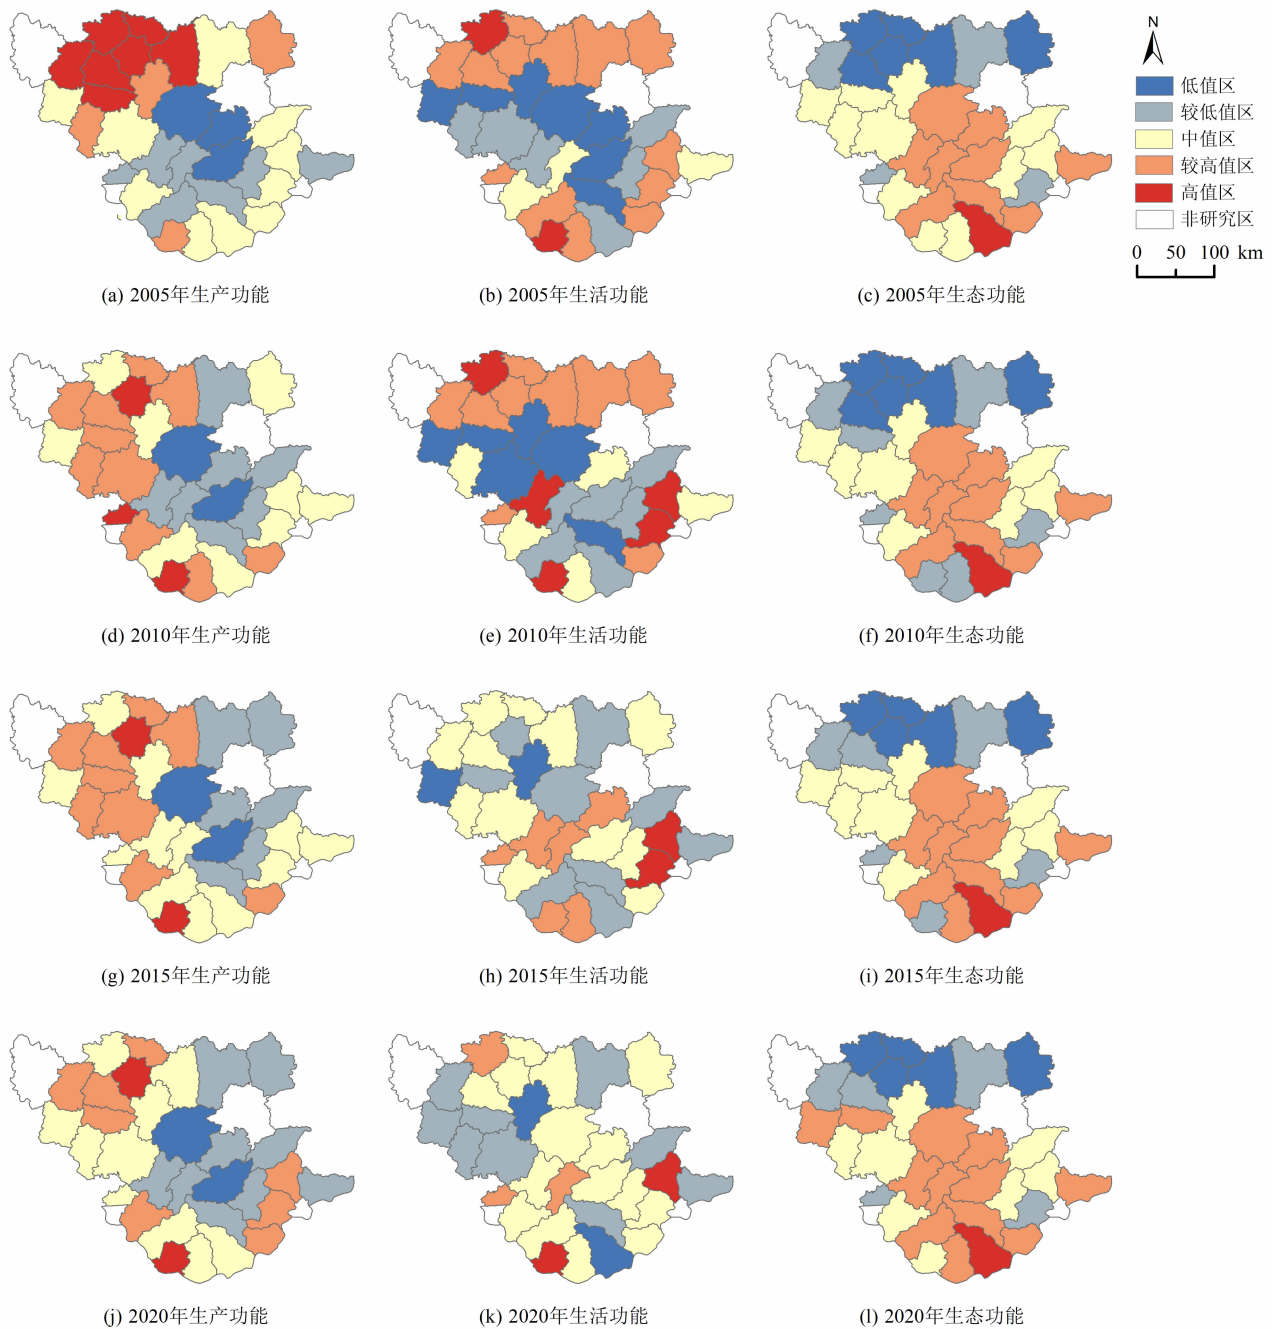 N
低值区
较低值区
中值区
较高值区
高值区
非研究区
0 50 100 km
(a) 2005年生产功能
(b) 2005年生活功能
(c) 2005年生态功能
(d) 2010年生产功能
(e) 2010年生活功能
(f) 2010年生态功能
(g) 2015年生产功能
(h) 2015年生活功能
(i) 2015年生态功能
(j) 2020年生产功能
(k) 2020年生活功能
(l) 2020年生态功能